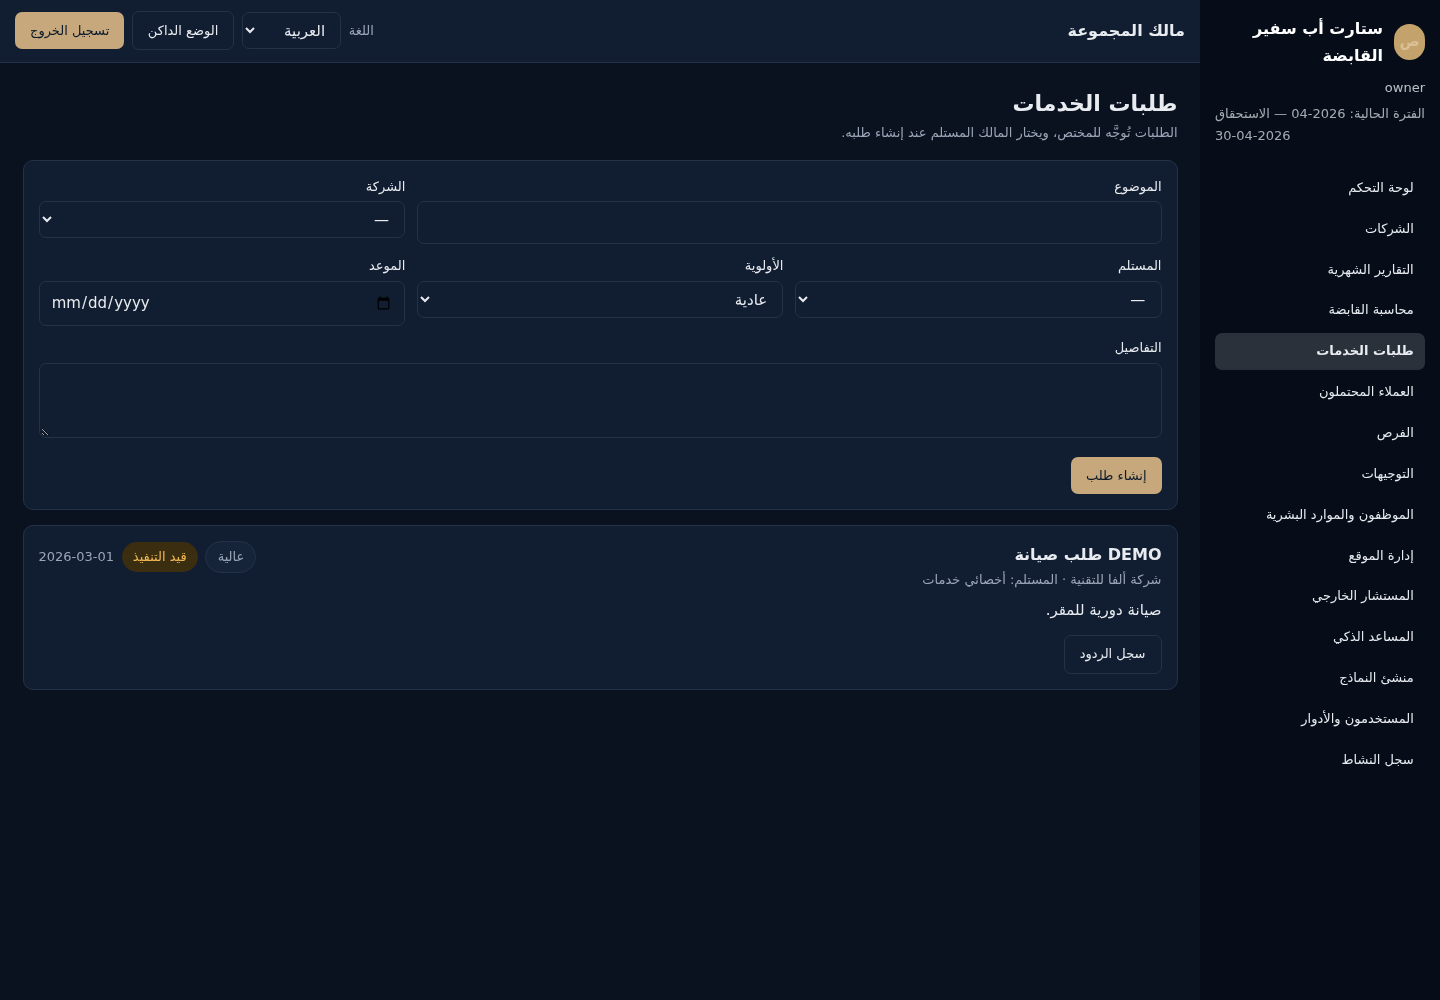 ص
ستارت أب سفير
القابضة
owner
الفترة الحالية: 2026-04 — الاستحقاق
2026-04-30
لوحة التحكم
الشركات
التقارير الشهرية
محاسبة القابضة
طلبات الخدمات
العملاء المحتملون
الفرص
التوجيهات
الموظفون والموارد البشرية
إدارة الموقع
المستشار الخارجي
المساعد الذكي
منشئ النماذج
المستخدمون والأدوار
سجل النشاط
مالك المجموعة
اللغة
العربية
الوضع الداكن
تسجيل الخروج
طلبات الخدمات
الطلبات تُوجَّه للمختص، ويختار المالك المستلم عند إنشاء طلبه.
الموضوع
الشركة
—
المستلم
الأولوية
الموعد
—
عادية
mm/dd/yyyy
التفاصيل
إنشاء طلب
DEMO طلب صيانة
عالية
قيد التنفيذ
2026-03-01
شركة ألفا للتقنية · المستلم: أخصائي خدمات
صيانة دورية للمقر.
سجل الردود